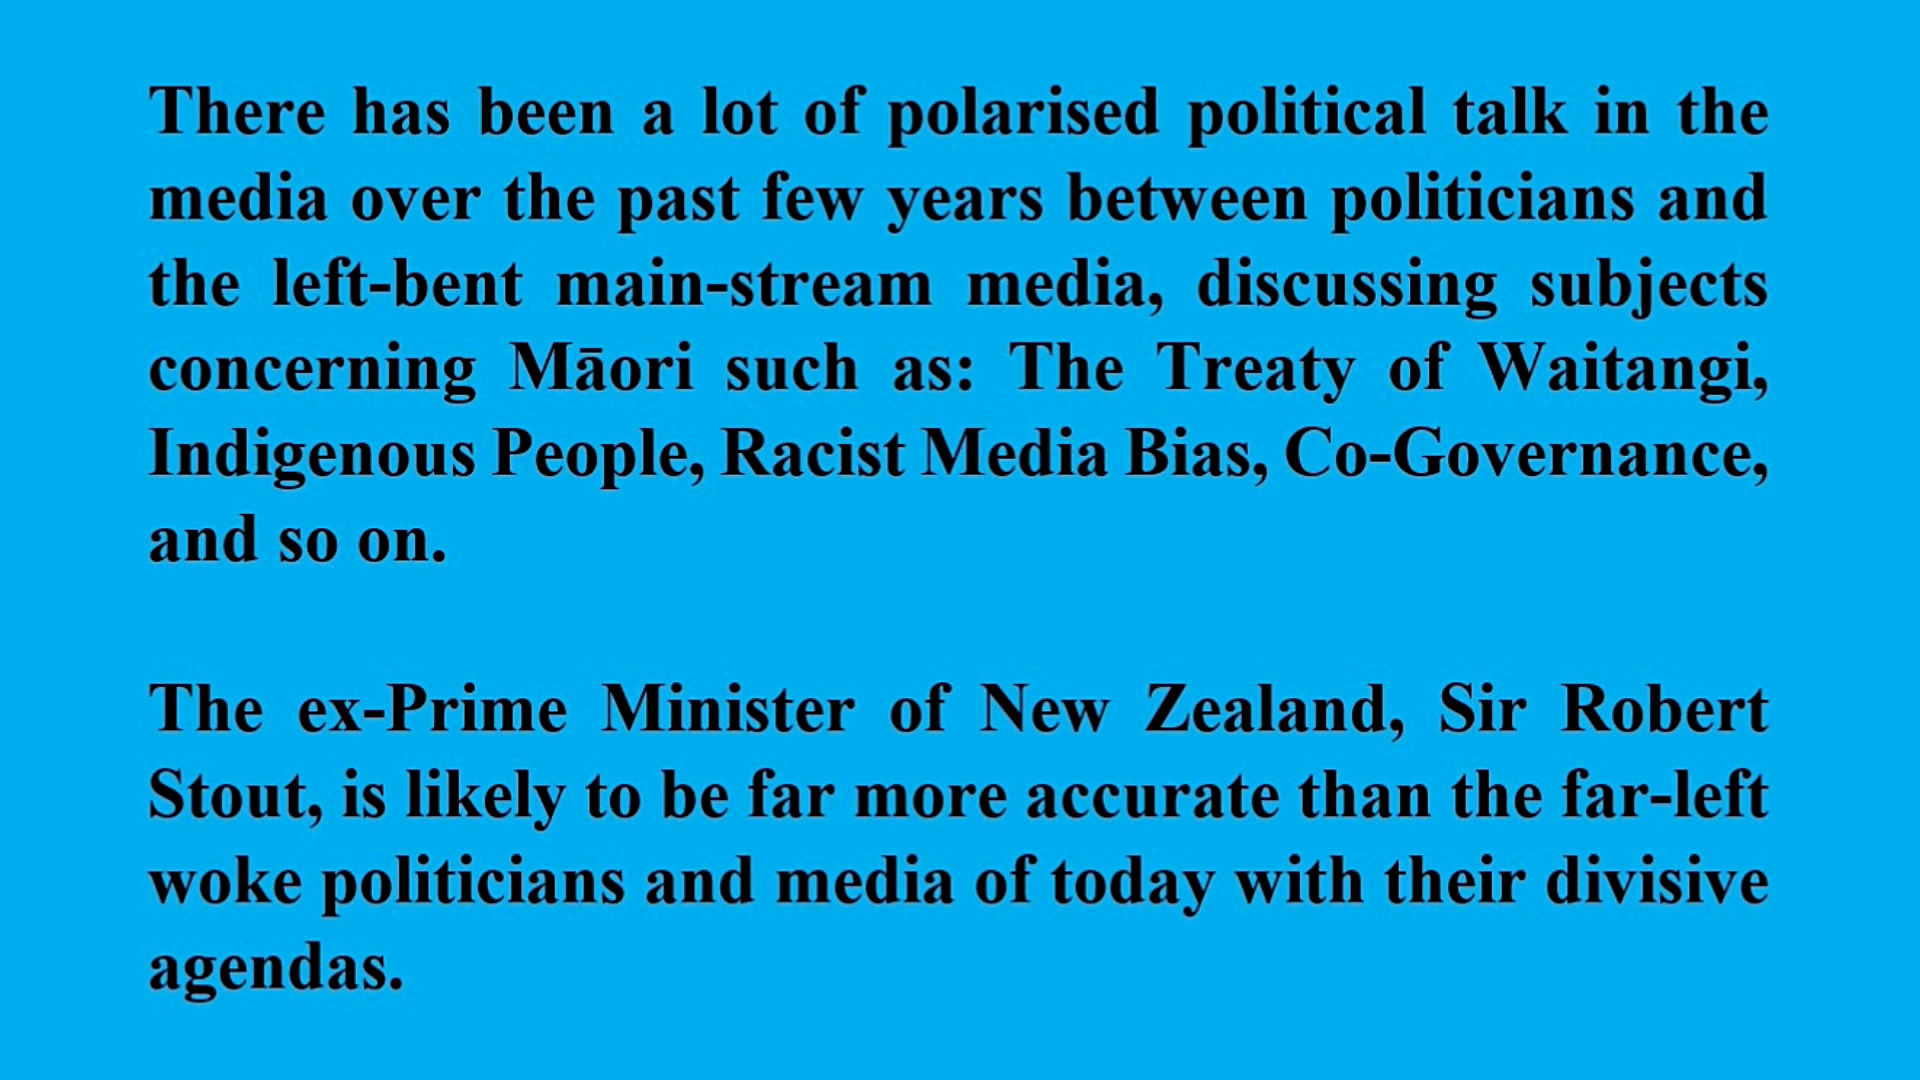 There has been a lot of polarised political talk in the
media over the past few years between politicians and
the left-bent main-stream media, discussing subjects
concerning Māori such as: The Treaty of Waitangi,
Indigenous People, Racist Media Bias, Co-Governance,
and so on.
The ex-Prime Minister of New Zealand, Sir Robert
Stout, is likely to be far more accurate than the far-left
woke politicians and media of today with their divisive
agendas.